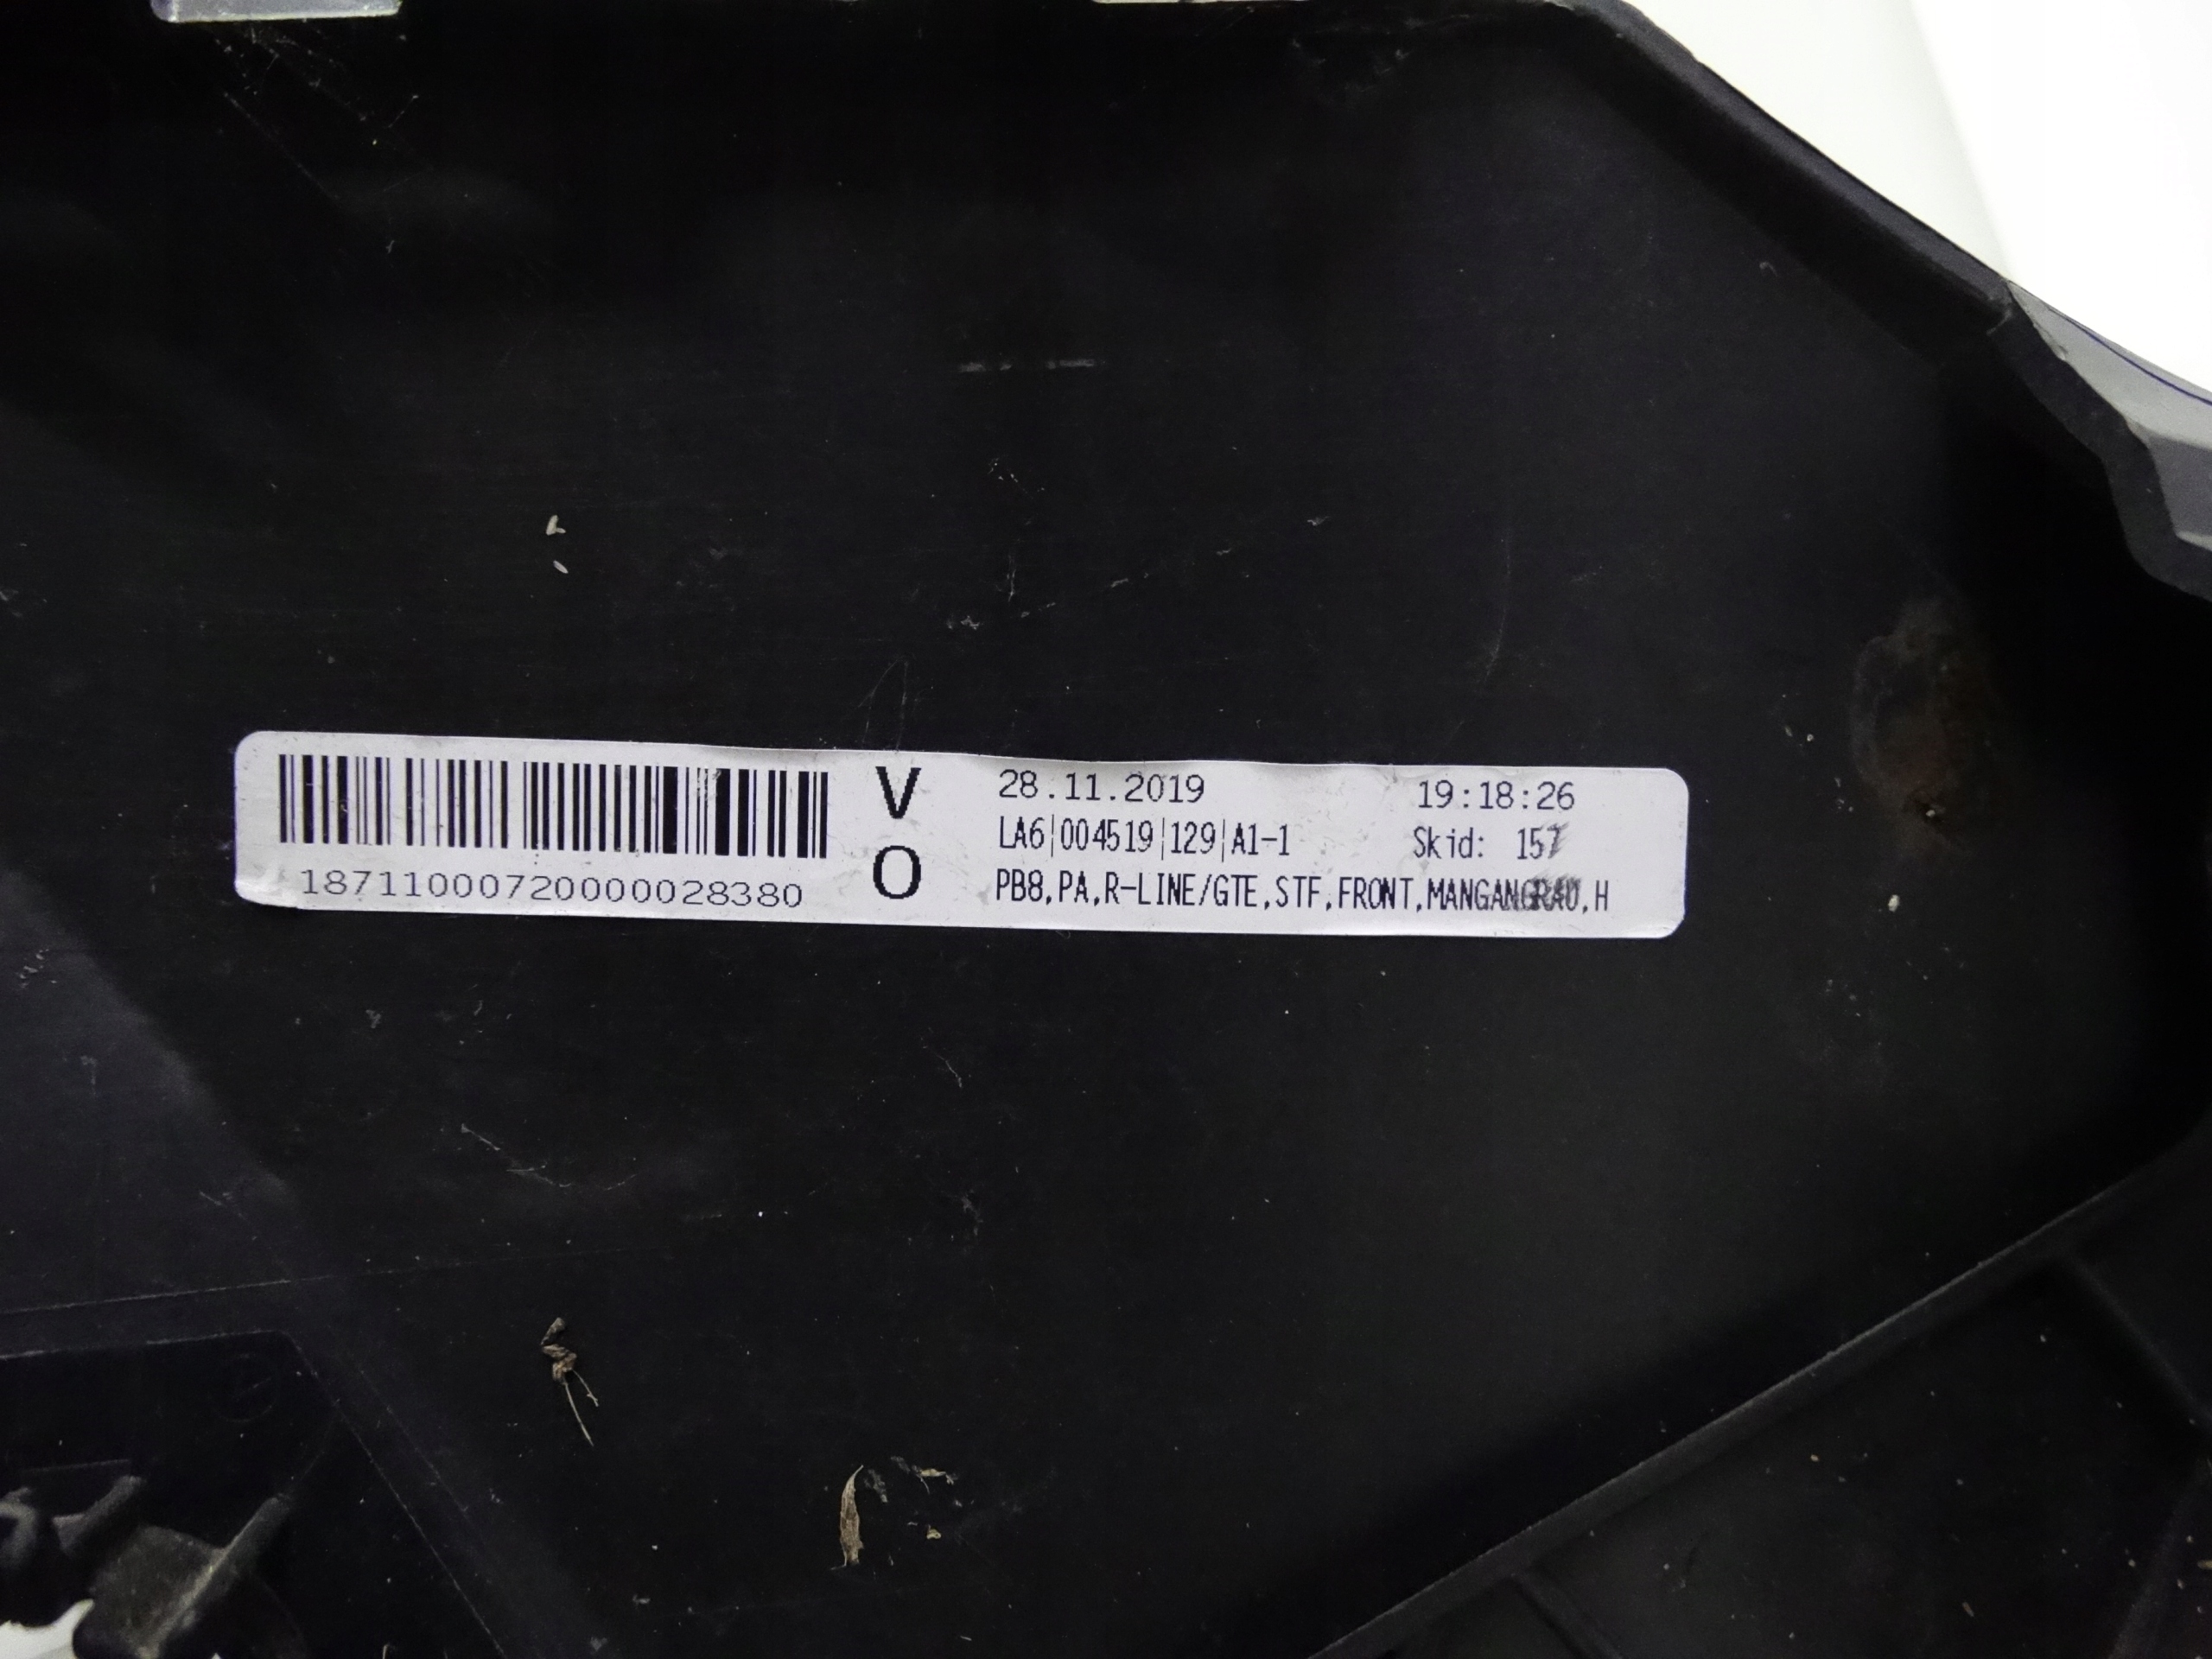 V 28.11.2019 19:18:26
LA6|004519|129|A1-1 Skid: 157
18711000720000028380 O PB8,PA,R-LINE/GTE,STF,FRONT,MANGANGRAU,H